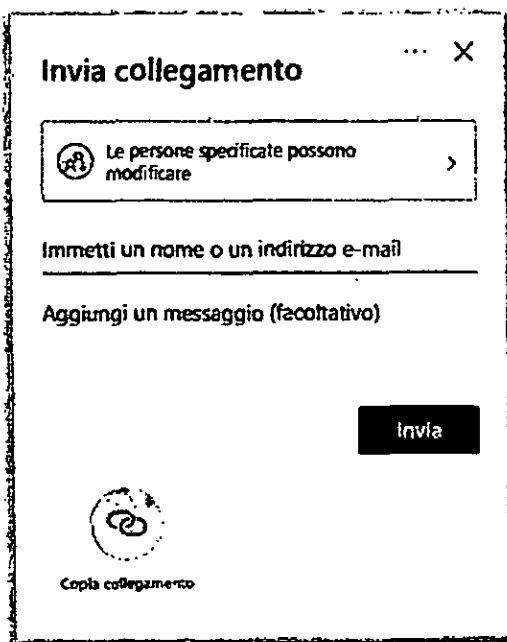 Invia collegamento
Le persone specificate possono
modificare
Immetti un nome o un indirizzo e-mail
Aggiungi un messaggio (facoltativo)
Invia
Copia collegamento